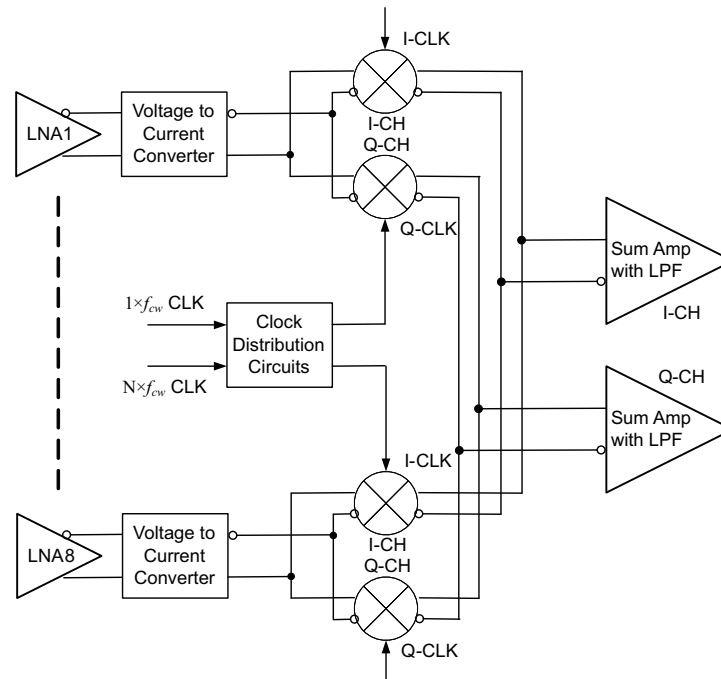 I-CLK
LNA1
Voltage to
Current
Converter
I-CH
Q-CH
Q-CLK
Sum Amp
with LPF
I-CH
1×fcw CLK
N×fcw CLK
Clock
Distribution
Circuits
Q-CH
Sum Amp
with LPF
I-CLK
LNA8
Voltage to
Current
Converter
I-CH
Q-CH
Q-CLK